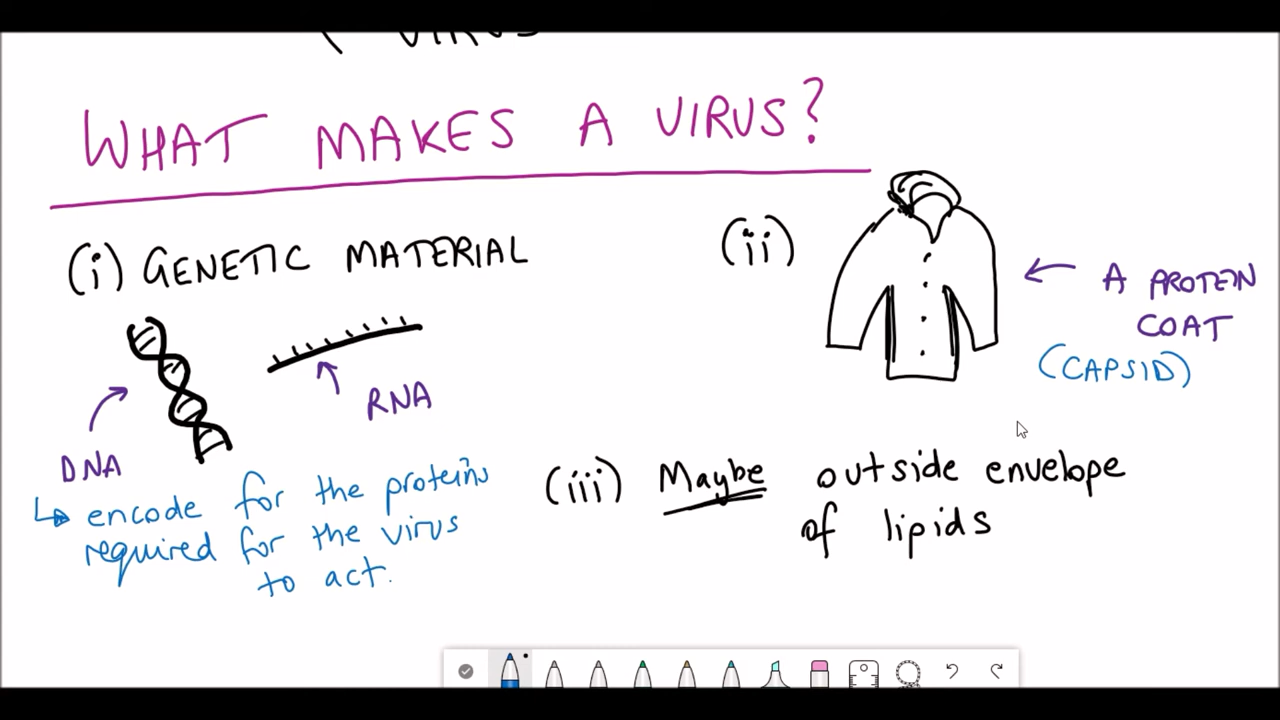 VIRUS
WHAT MAKES A VIRUS?
(i) GENETIC MATERIAL
DNA
RNA
↳ encode for the proteins
required for the virus
to act.
(ii)
← A PROTEIN
COAT
(CAPSID)
(iii) Maybe outside envelope
of lipids